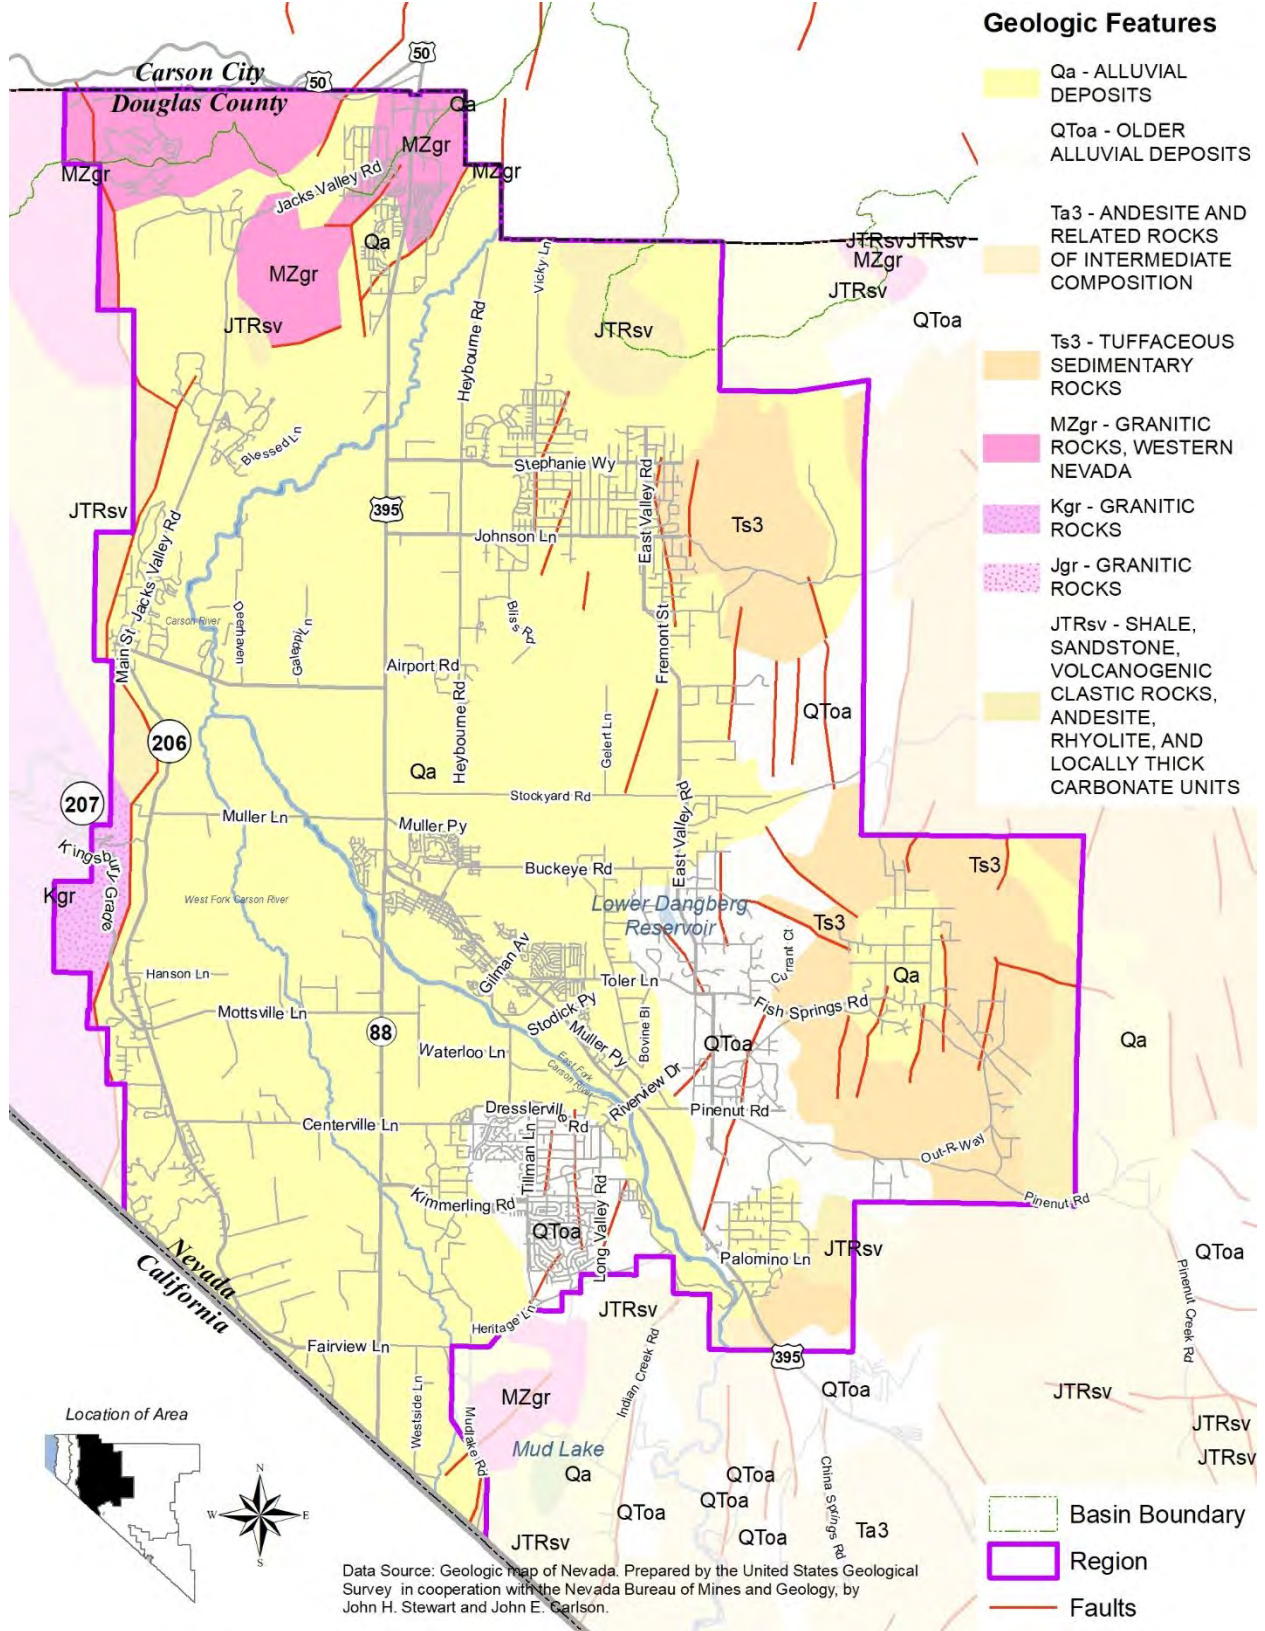 Geologic Features
Qa - ALLUVIAL
DEPOSITS
QToa - OLDER
ALLUVIAL DEPOSITS
Ta3 - ANDESITE AND
RELATED ROCKS
OF INTERMEDIATE
COMPOSITION
Ts3 - TUFFACEOUS
SEDIMENTARY
ROCKS
MZgr - GRANITIC
ROCKS, WESTERN
NEVADA
Kgr - GRANITIC
ROCKS
Jgr - GRANITIC
ROCKS
JTRsv - SHALE,
SANDSTONE,
VOLCANOGENIC
CLASTIC ROCKS,
ANDESITE,
RHYOLITE, AND
LOCALLY THICK
CARBONATE UNITS
50
50
Carson City
Douglas County
Qa
MZgr
MZgr
MZgr
Jacks Valley Rd
Qa
MZgr
JTRsv
Vicky Ln
Heybourne Rd
JTRsv
JTRsv
JTRsv
MZgr
JTRsv
QToa
Blessed Ln
Stephanie Wy
East Valley Rd
395
JTRsv
Ts3
Johnson Ln
Jacks Valley Rd
Main St
Carson River
Deerhaven
Galeppi Ln
Bliss Rd
Fremont St
Airport Rd
Heybourne Rd
QToa
Gelert Ln
206
Qa
207
Stockyard Rd
Muller Ln
Muller Py
East Valley Rd
Kingsbury Grade
Buckeye Rd
Ts3
Kgr
West Fork Carson River
Lower Dangberg
Reservoir
Ts3
Currant Ct
Gilman Av
Hanson Ln
Toler Ln
Qa
Fish Springs Rd
Mottsville Ln
Stodick Py
Muller Py
Bovine Bl
88
QToa
Qa
Waterloo Ln
East Fork
Carson River
Riverview Dr
Dresslerville
Rd
Pinenut Rd
Centerville Ln
Tillman Ln
Out-R-Way
Kimmerling Rd
Long Valley Rd
Pinenut Rd
QToa
Palomino Ln
JTRsv
QToa
Nevada
California
Pinenut Creek Rd
JTRsv
Heritage Ln
Fairview Ln
395
Indian Creek Rd
MZgr
QToa
JTRsv
JTRsv
JTRsv
Westside Ln
Mudlake Rd
Mud Lake
Qa
QToa
QToa
QToa
QToa
China Springs Rd
Ta3
JTRsv
Location of Area
N
W
E
S
Data Source: Geologic map of Nevada. Prepared by the United States Geological
Survey in cooperation with the Nevada Bureau of Mines and Geology, by
John H. Stewart and John E. Carlson.
Basin Boundary
Region
Faults